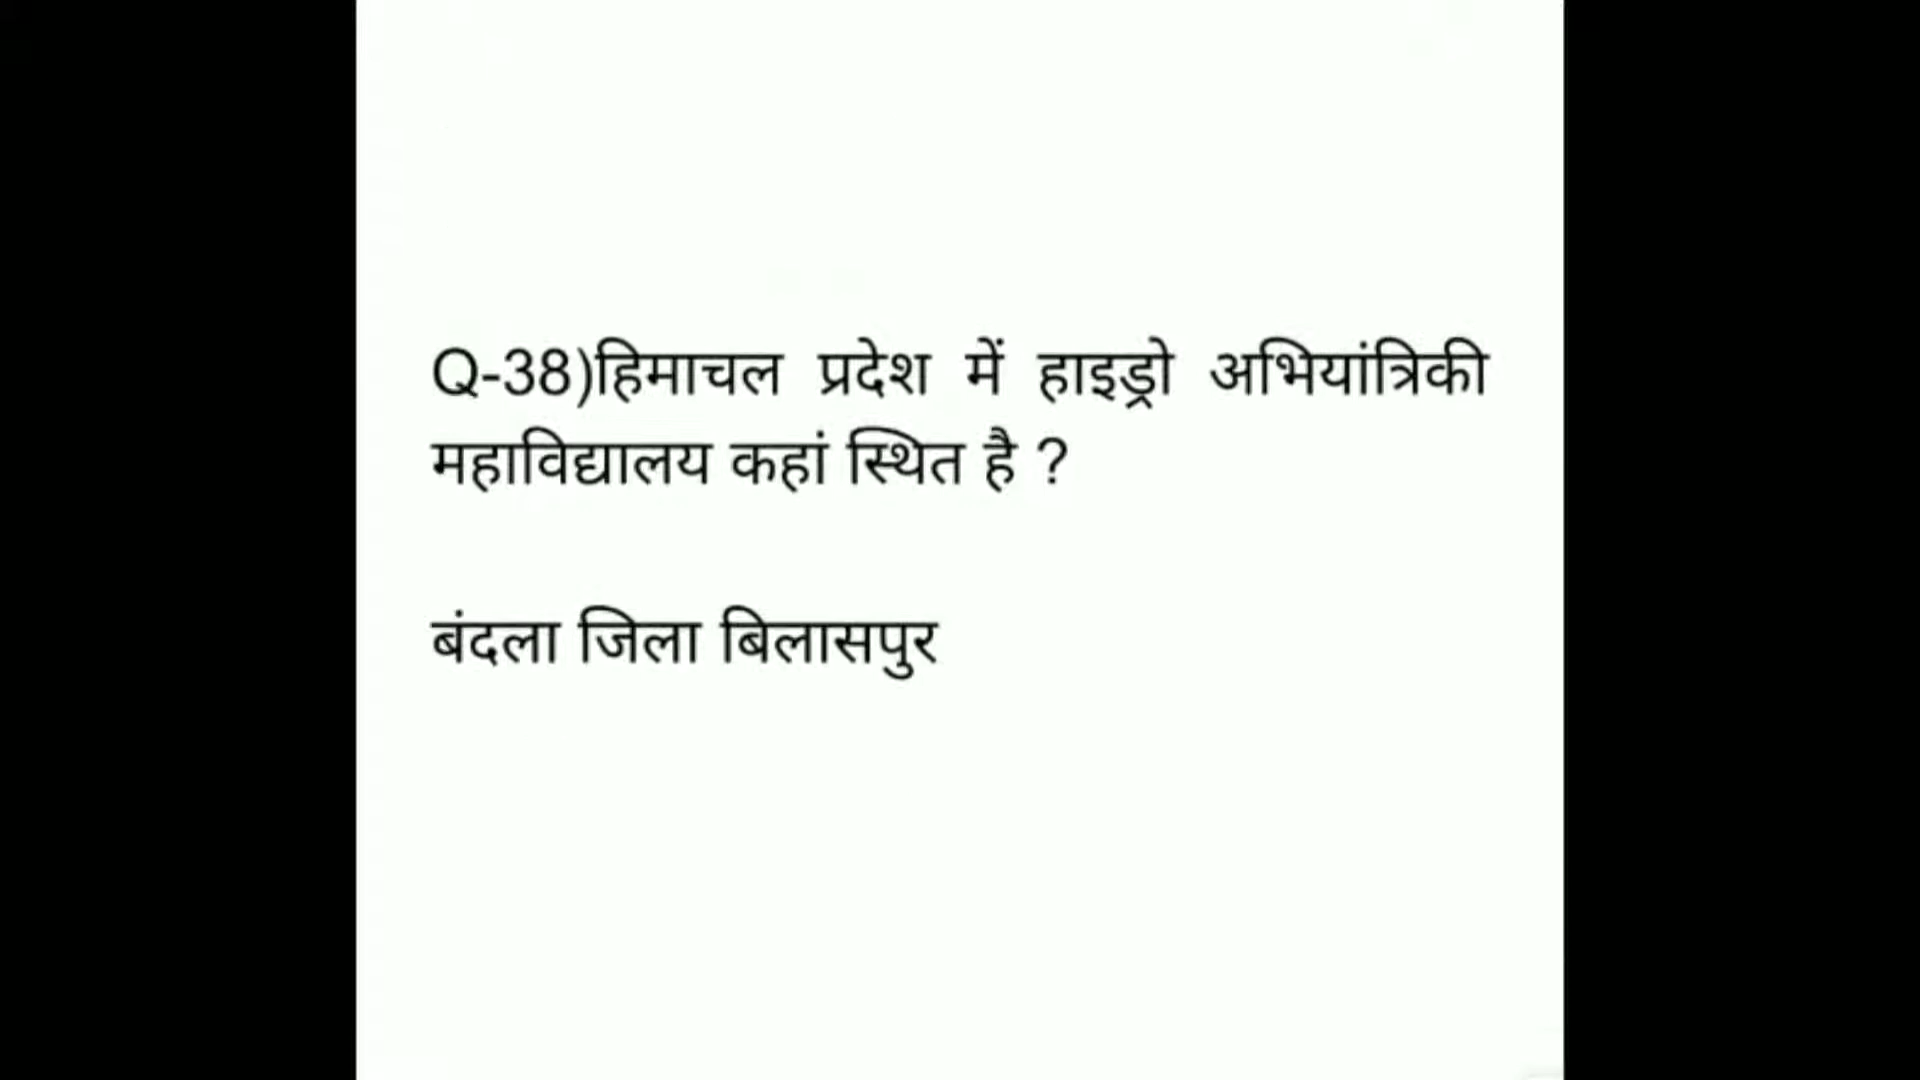 Q-38)हिमाचल प्रदेश में हाइड्रो अभियांत्रिकी
महाविद्यालय कहां स्थित है ?
बंदला जिला बिलासपुर